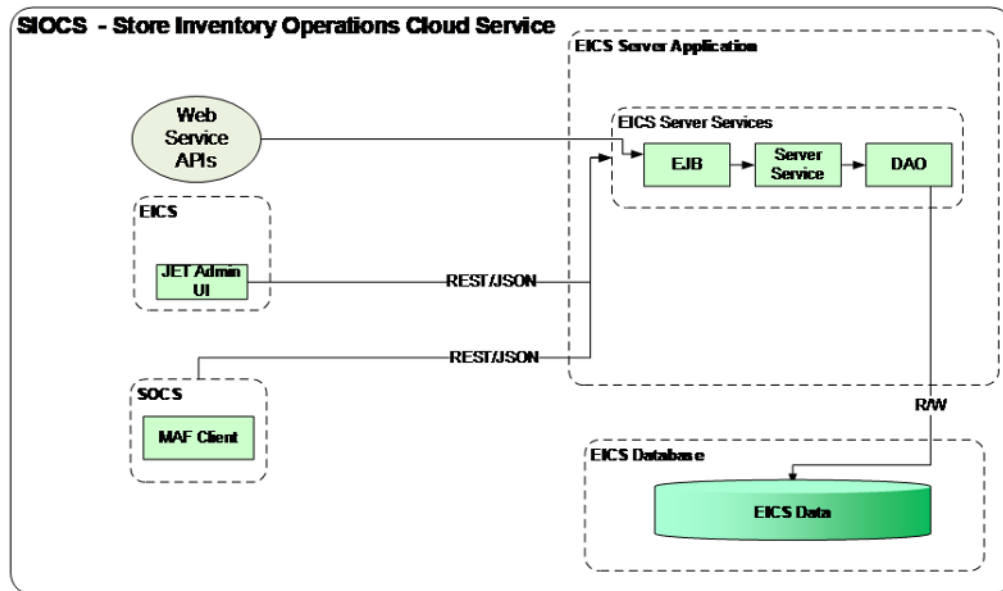 SIOCS - Store Inventory Operations Cloud Service
EICS Server Application
Web
Service
APIs
EICS Server Services
EJB
Server
Service
DAO
EICS
JET Admin
UI
REST/JSON
REST/JSON
SOCS
MAF Client
R/W
EICS Database
EICS Data